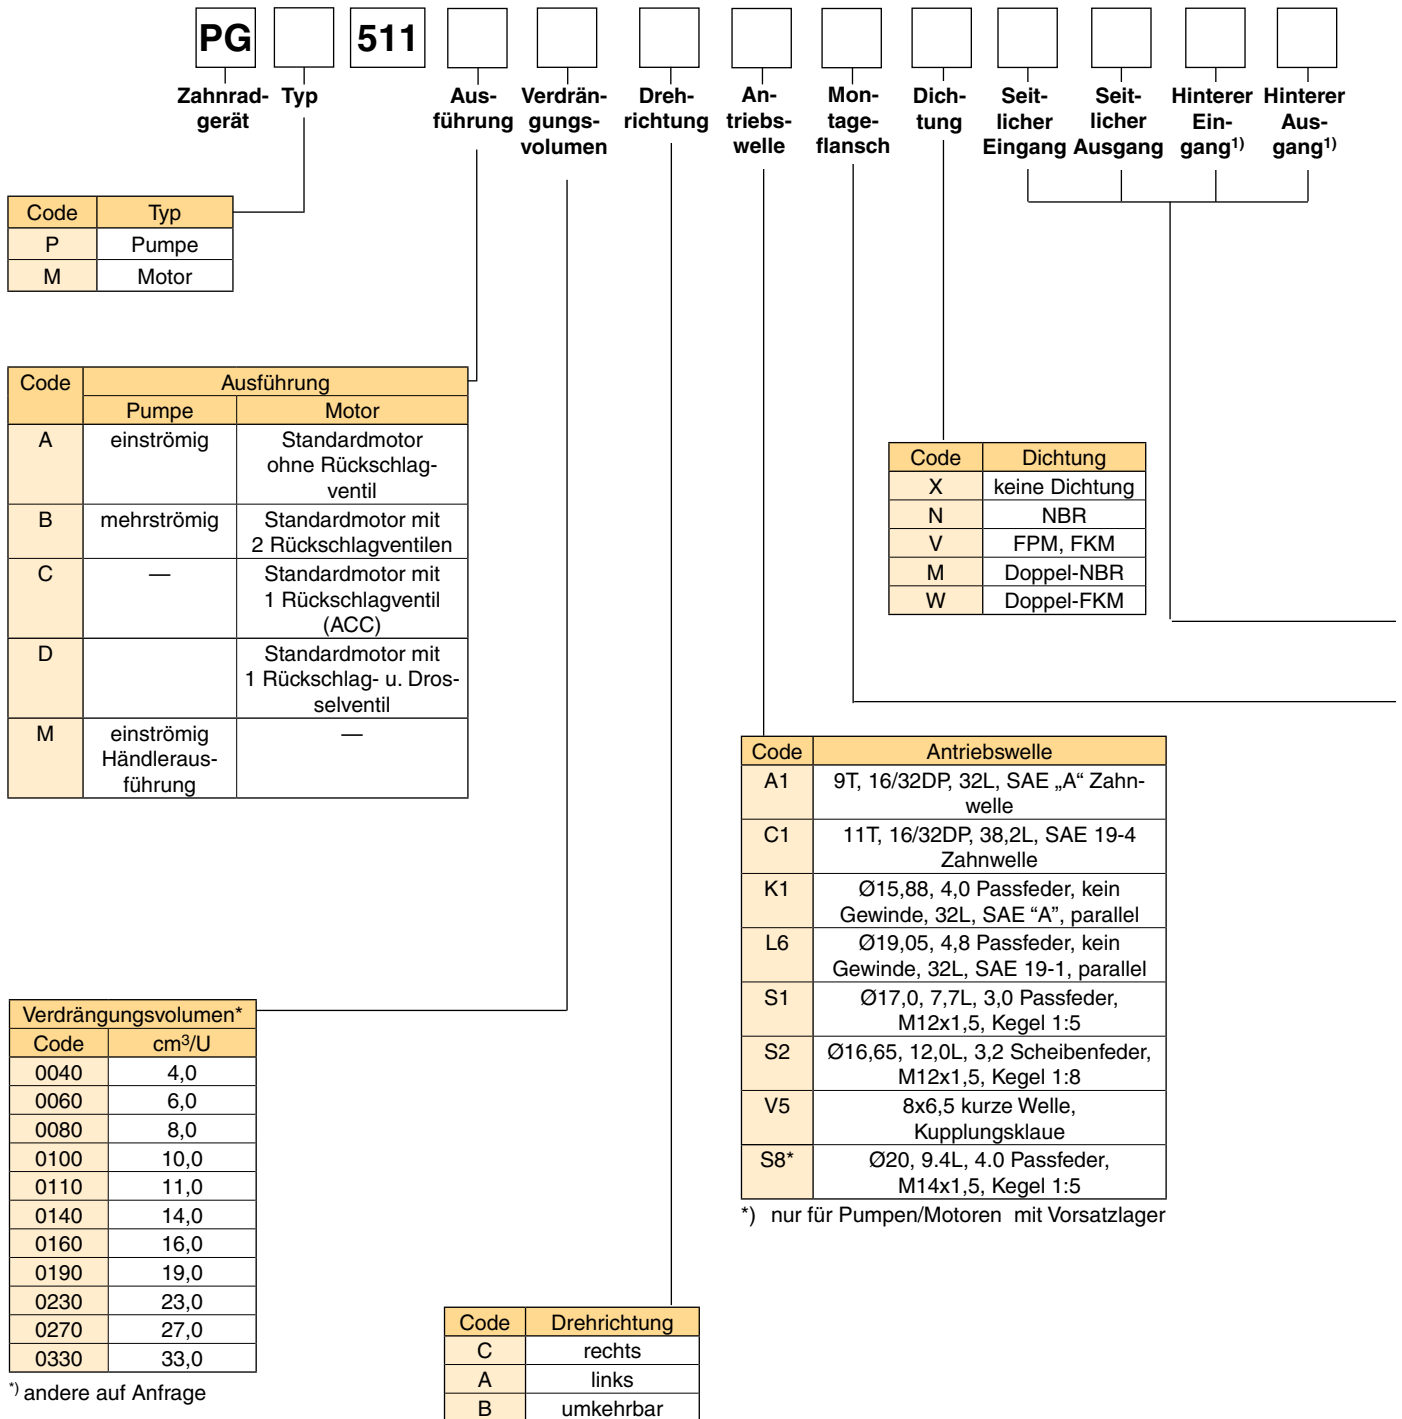 PG 511
Zahnrad- Typ Aus- Verdrän- Dreh- An- Mon- Dich- Seit- Seit- Hinterer Hinterer
gerät führung gungs- richtung triebs- tage- tung licher licher Ein- Aus-
volumen welle flansch Eingang Ausgang gang1) gang1)
Code Typ
P Pumpe
M Motor
Code Ausführung
Pumpe Motor
A einströmig Standardmotor
ohne Rückschlag-
ventil
B mehrströmig Standardmotor mit
2 Rückschlagventilen
C — Standardmotor mit
1 Rückschlagventil
(ACC)
D Standardmotor mit
1 Rückschlag- u. Dros-
selventil
M einströmig —
Händleraus-
führung
Code Dichtung
X keine Dichtung
N NBR
V FPM, FKM
M Doppel-NBR
W Doppel-FKM
Code Antriebswelle
A1 9T, 16/32DP, 32L, SAE „A“ Zahn-
welle
C1 11T, 16/32DP, 38,2L, SAE 19-4
Zahnwelle
K1 Ø15,88, 4,0 Passfeder, kein
Gewinde, 32L, SAE “A”, parallel
L6 Ø19,05, 4,8 Passfeder, kein
Gewinde, 32L, SAE 19-1, parallel
S1 Ø17,0, 7,7L, 3,0 Passfeder,
M12x1,5, Kegel 1:5
S2 Ø16,65, 12,0L, 3,2 Scheibenfeder,
M12x1,5, Kegel 1:8
V5 8x6,5 kurze Welle,
Kupplungsklaue
S8* Ø20, 9.4L, 4.0 Passfeder,
M14x1,5, Kegel 1:5
*) nur für Pumpen/Motoren mit Vorsatzlager
Verdrängungsvolumen*
Code cm³/U
0040 4,0
0060 6,0
0080 8,0
0100 10,0
0110 11,0
0140 14,0
0160 16,0
0190 19,0
0230 23,0
0270 27,0
0330 33,0
*) andere auf Anfrage
Code Drehrichtung
C rechts
A links
B umkehrbar